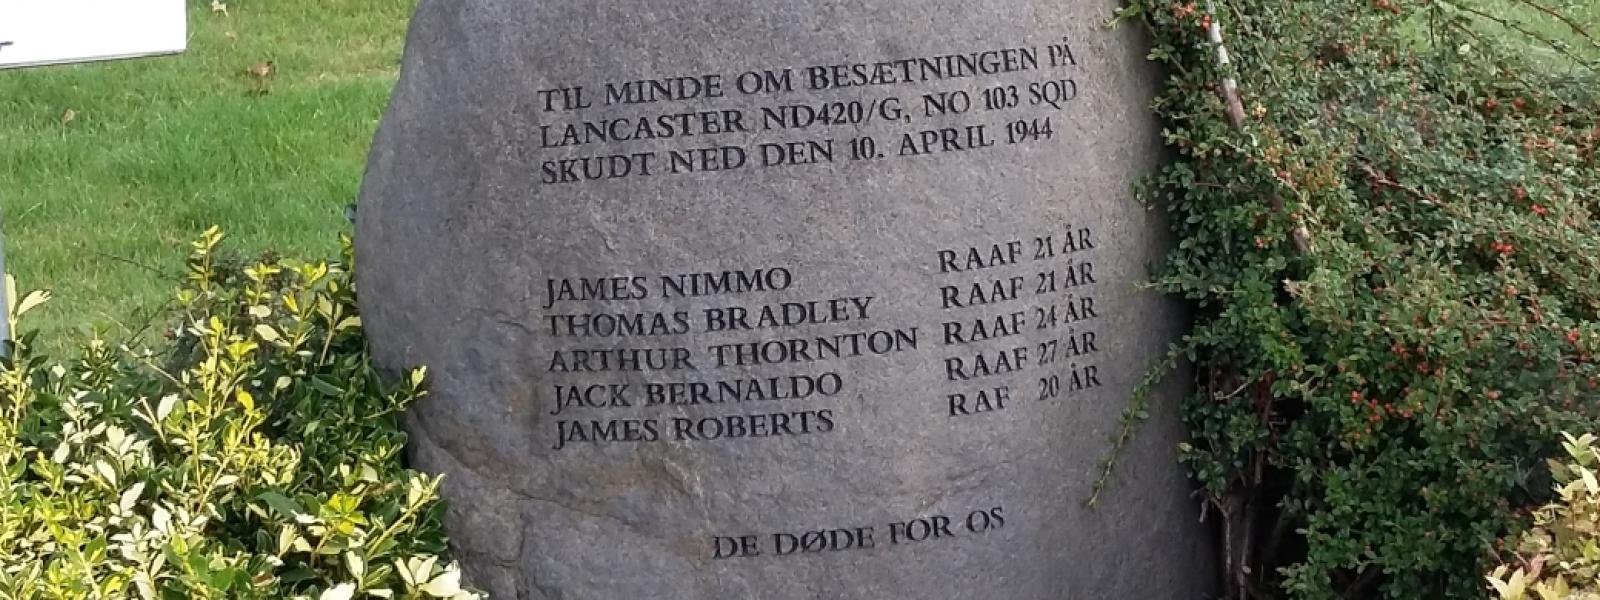 TIL MINDE OM BESÆTNINGEN PÅ
LANCASTER ND420/G, NO 103 SQD
SKUDT NED DEN 10. APRIL 1944
JAMES NIMMO RAAF 21 ÅR
THOMAS BRADLEY RAAF 21 ÅR
ARTHUR THORNTON RAAF 24 ÅR
JACK BERNALDO RAAF 27 ÅR
JAMES ROBERTS RAF 20 ÅR
DE DØDE FOR OS